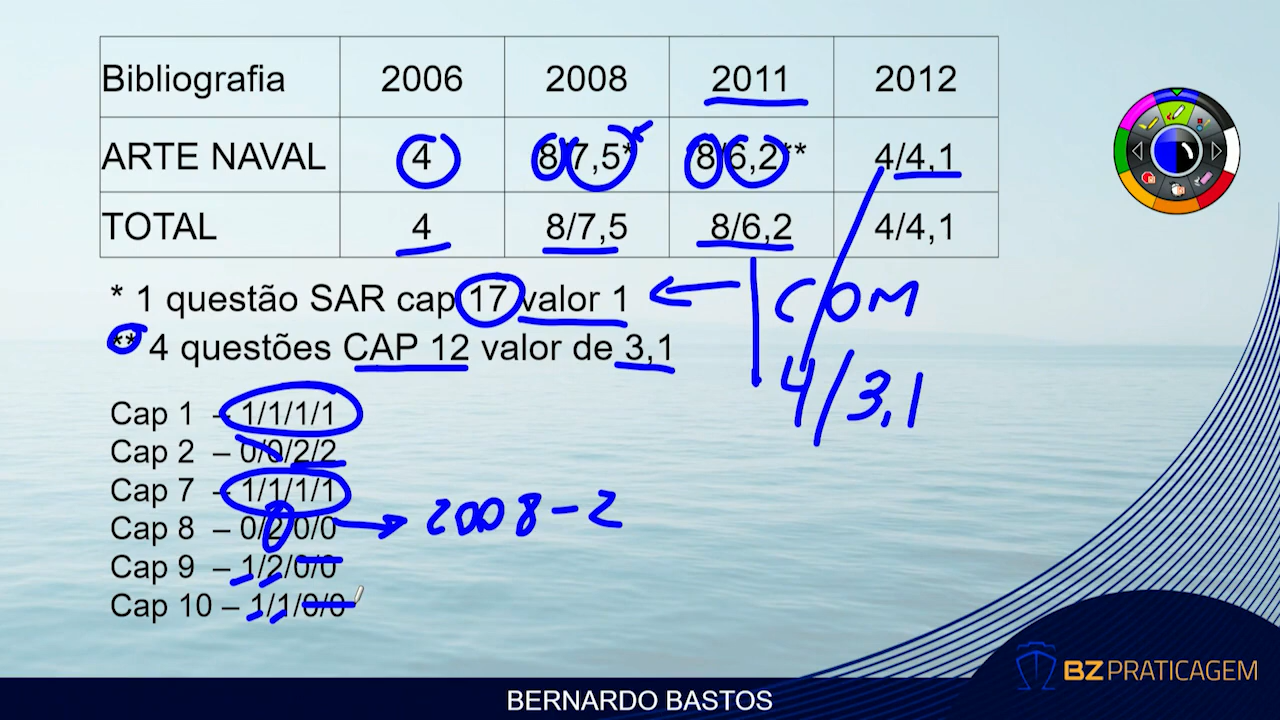 Bibliografia 2006 2008 2011 2012
ARTE NAVAL 4 8/7,5* 8/6,2** 4/4,1
TOTAL 4 8/7,5 8/6,2 4/4,1
* 1 questão SAR cap 17 valor 1
COM
** 4 questões CAP 12 valor de 3,1
4/3,1
Cap 1 – 1/1/1/1
Cap 2 – 0/0/2/2
Cap 7 – 1/1/1/1
Cap 8 – 0/2/0/0 2008-2
Cap 9 – 1/2/0/0
Cap 10 – 1/1/0/0
BZPRATICAGEM
BERNARDO BASTOS